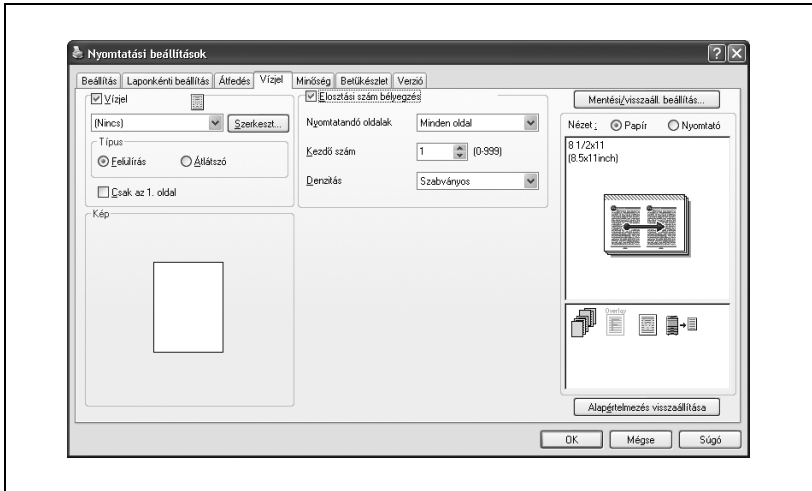 Nyomtatási beállítások
Beállítás Laponkénti beállítás Átfedés Vízjel Minőség Betűkészlet Verzió
Vízjel
(Nincs) Szerkeszt...
Típus
Felülírás Átlátszó
Csak az 1. oldal
Kép
Elosztási szám bélyegzés
Nyomtatandó oldalak Minden oldal
Kezdő szám 1 (0-999)
Denzitás Szabványos
Mentési/visszaáll. beállítás...
Nézet: Papír Nyomtató
8 1/2x11
(8.5x11inch)
Overlay
Alapértelmezés visszaállítása
OK Mégse Súgó